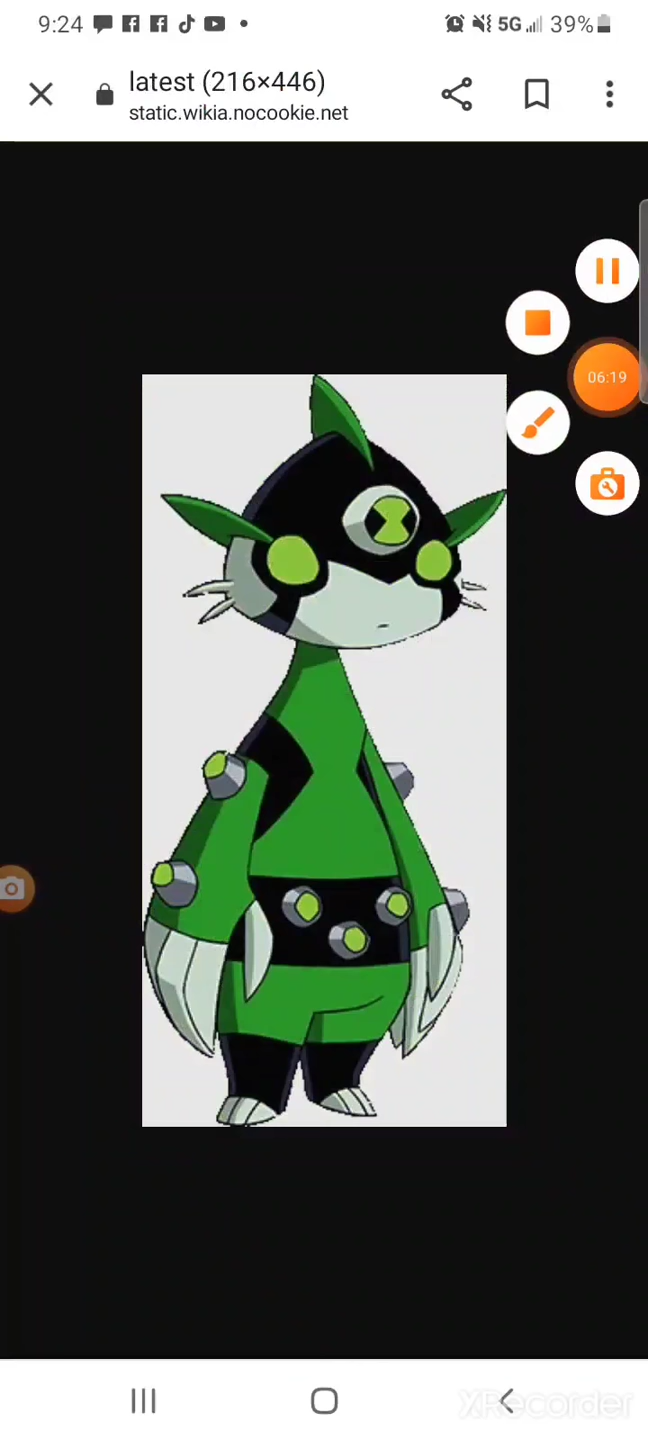 9:24
5G
39%
latest (216×446)
static.wikia.nocookie.net
06:19
XRecorder